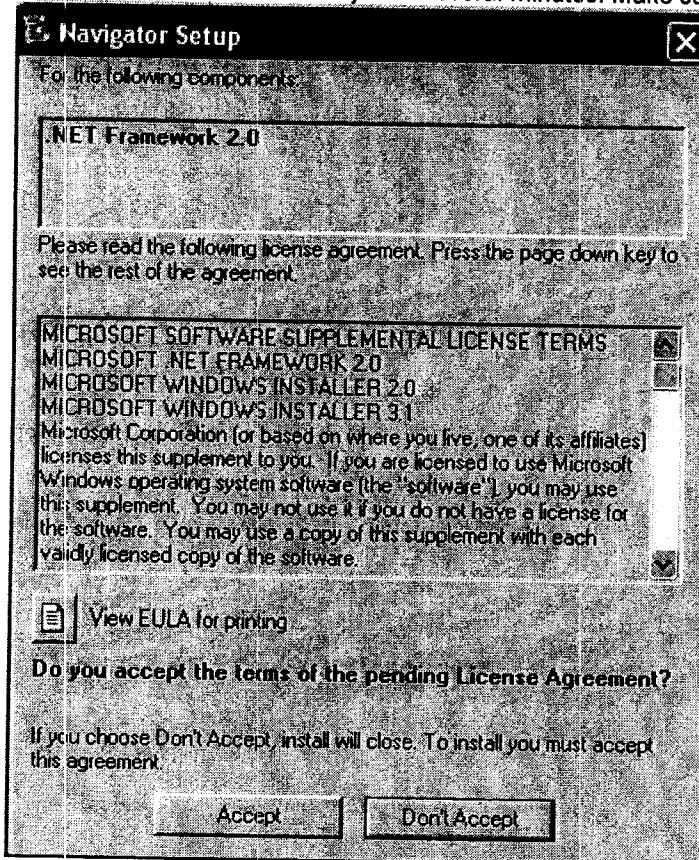 Navigator Setup
For the following components:
.NET Framework 2.0
Please read the following license agreement. Press the page down key to
see the rest of the agreement.
MICROSOFT SOFTWARE SUPPLEMENTAL LICENSE TERMS
MICROSOFT .NET FRAMEWORK 2.0
MICROSOFT WINDOWS INSTALLER 2.0
MICROSOFT WINDOWS INSTALLER 3.1
Microsoft Corporation (or based on where you live, one of its affiliates)
licenses this supplement to you. If you are licensed to use Microsoft
Windows operating system software (the "software"), you may use
this supplement. You may not use it if you do not have a license for
the software. You may use a copy of this supplement with each
validly licensed copy of the software.
View EULA for printing
Do you accept the terms of the pending License Agreement?
If you choose Don't Accept, install will close. To install you must accept
this agreement.
Accept Don't Accept